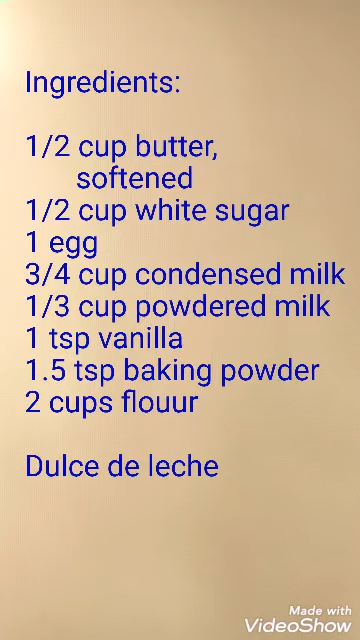 Ingredients:
1/2 cup butter,
softened
1/2 cup white sugar
1 egg
3/4 cup condensed milk
1/3 cup powdered milk
1 tsp vanilla
1.5 tsp baking powder
2 cups flouur
Dulce de leche
Made with
VideoShow